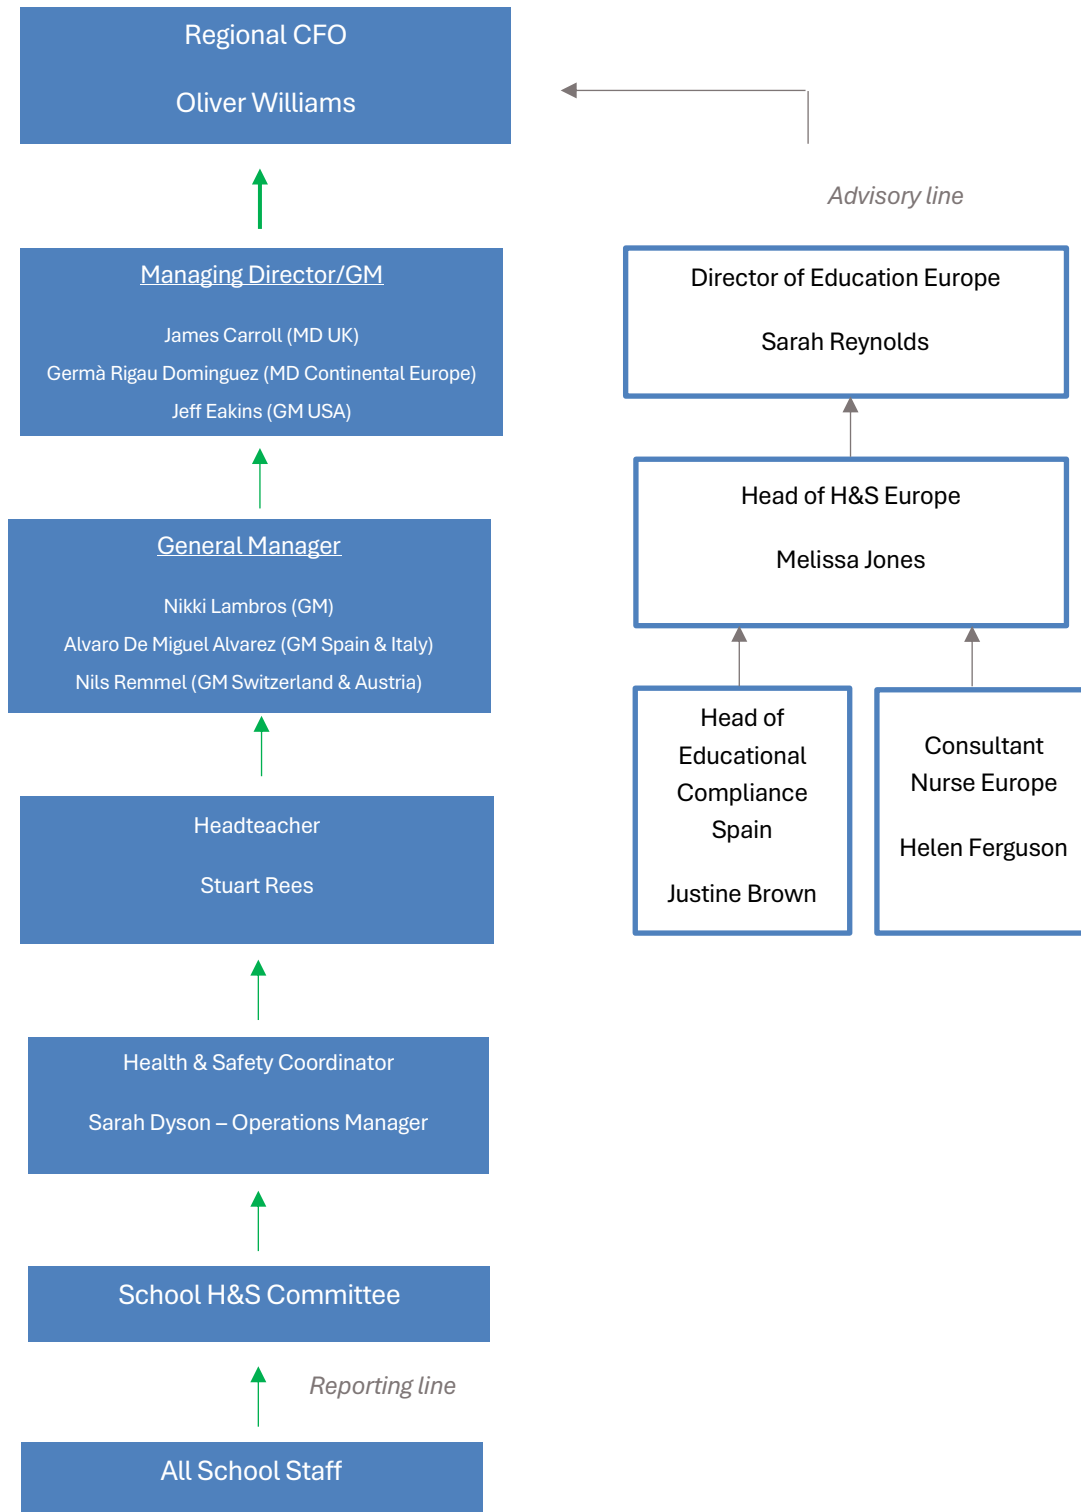 Regional CFO
Oliver Williams
Advisory line
Managing Director/GM
James Carroll (MD UK)
Germà Rigau Dominguez (MD Continental Europe)
Jeff Eakins (GM USA)
Director of Education Europe
Sarah Reynolds
Head of H&S Europe
Melissa Jones
General Manager
Nikki Lambros (GM)
Alvaro De Miguel Alvarez (GM Spain & Italy)
Nils Remmel (GM Switzerland & Austria)
Head of
Educational
Compliance
Spain
Justine Brown
Consultant
Nurse Europe
Helen Ferguson
Headteacher
Stuart Rees
Health & Safety Coordinator
Sarah Dyson – Operations Manager
School H&S Committee
Reporting line
All School Staff